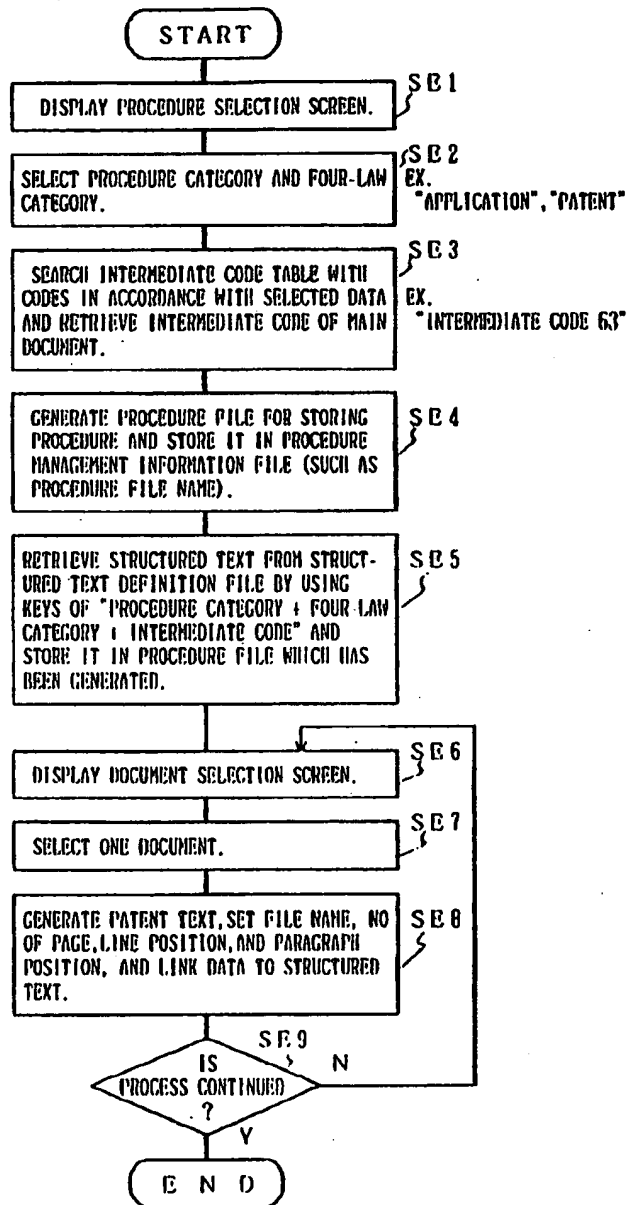 START
SE1
DISPLAY PROCEDURE SELECTION SCREEN.
SE2
SELECT PROCEDURE CATEGORY AND FOUR-LAW
CATEGORY.
EX.
"APPLICATION","PATENT"
SE3
SEARCH INTERMEDIATE CODE TABLE WITH
CODES IN ACCORDANCE WITH SELECTED DATA
AND RETRIEVE INTERMEDIATE CODE OF MAIN
DOCUMENT.
EX.
"INTERMEDIATE CODE 63"
SE4
GENERATE PROCEDURE FILE FOR STORING
PROCEDURE AND STORE IT IN PROCEDURE
MANAGEMENT INFORMATION FILE (SUCH AS
PROCEDURE FILE NAME).
SE5
RETRIEVE STRUCTURED TEXT FROM STRUCT-
URED TEXT DEFINITION FILE BY USING
KEYS OF "PROCEDURE CATEGORY + FOUR LAW
CATEGORY + INTERMEDIATE CODE" AND
STORE IT IN PROCEDURE FILE WHICH HAS
BEEN GENERATED.
SE6
DISPLAY DOCUMENT SELECTION SCREEN.
SE7
SELECT ONE DOCUMENT.
SE8
GENERATE PATENT TEXT, SET FILE NAME, NO
OF PAGE, LINE POSITION, AND PARAGRAPH
POSITION, AND LINK DATA TO STRUCTURED
TEXT.
SE9
IS
PROCESS CONTINUED
?
N
Y
END